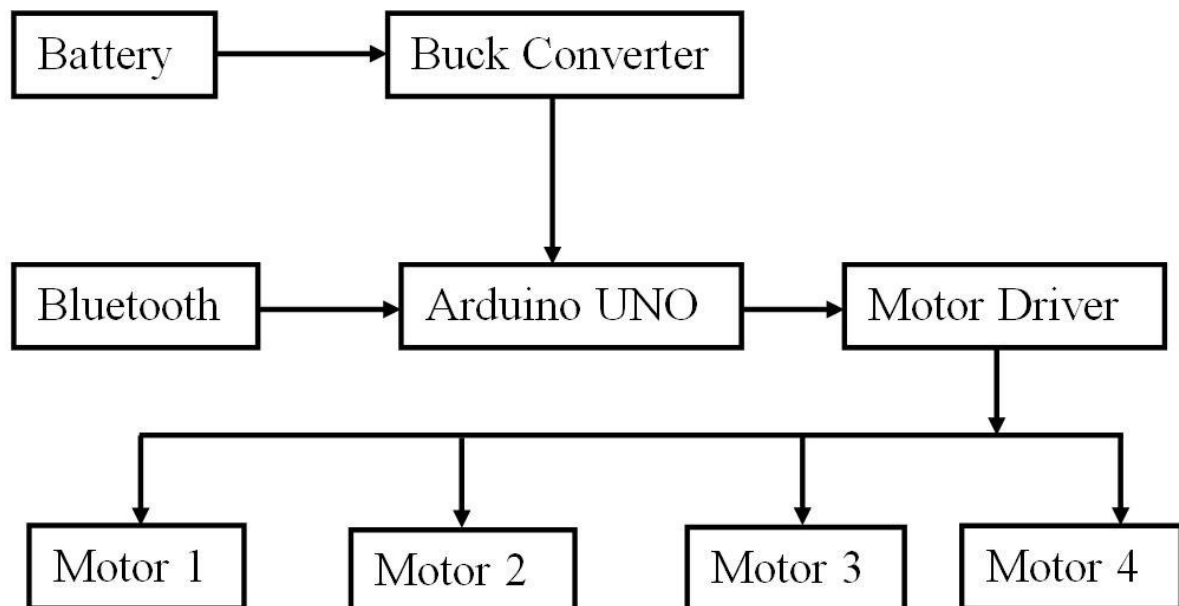 Battery
Buck Converter
Bluetooth
Arduino UNO
Motor Driver
Motor 1
Motor 2
Motor 3
Motor 4